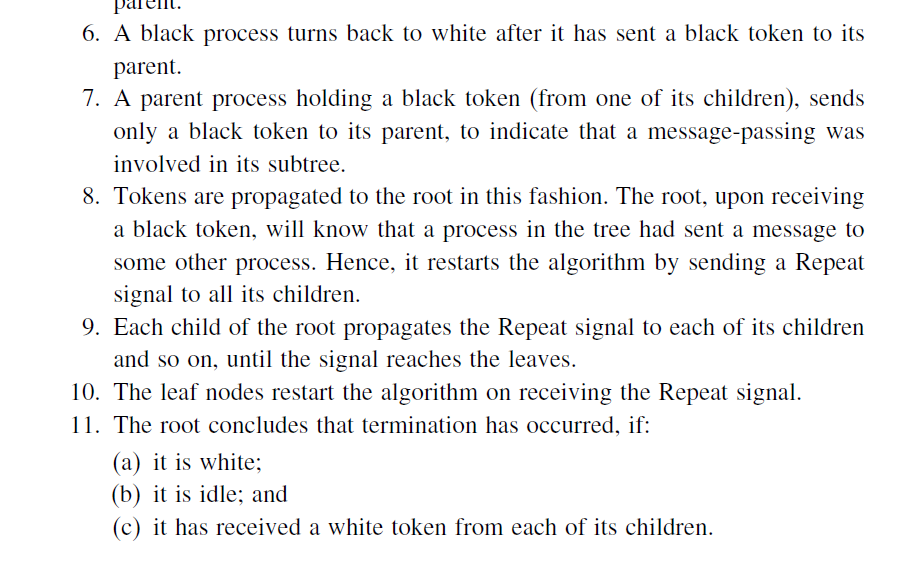 parent.
6. A black process turns back to white after it has sent a black token to its
parent.
7. A parent process holding a black token (from one of its children), sends
only a black token to its parent, to indicate that a message-passing was
involved in its subtree.
8. Tokens are propagated to the root in this fashion. The root, upon receiving
a black token, will know that a process in the tree had sent a message to
some other process. Hence, it restarts the algorithm by sending a Repeat
signal to all its children.
9. Each child of the root propagates the Repeat signal to each of its children
and so on, until the signal reaches the leaves.
10. The leaf nodes restart the algorithm on receiving the Repeat signal.
11. The root concludes that termination has occurred, if:
(a) it is white;
(b) it is idle; and
(c) it has received a white token from each of its children.